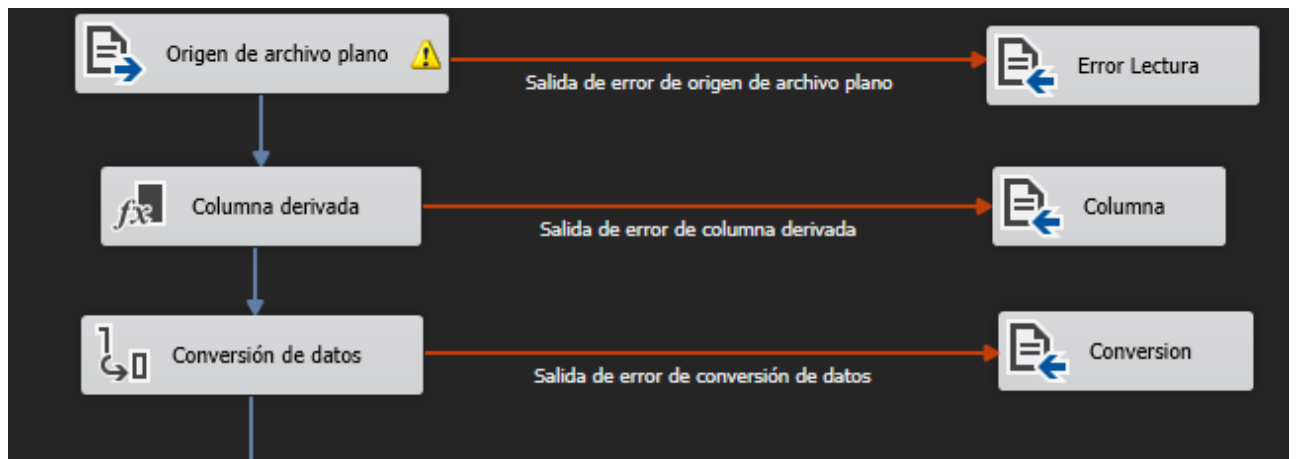 Origen de archivo plano
Salida de error de origen de archivo plano
Error Lectura
Columna derivada
Salida de error de columna derivada
Columna
Conversión de datos
Salida de error de conversión de datos
Conversion